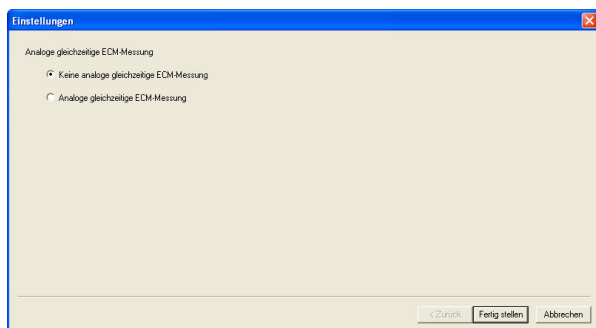 Einstellungen
Analoge gleichzeitige ECM-Messung
Keine analoge gleichzeitige ECM-Messung
Analoge gleichzeitige ECM-Messung
< Zurück Fertig stellen Abbrechen